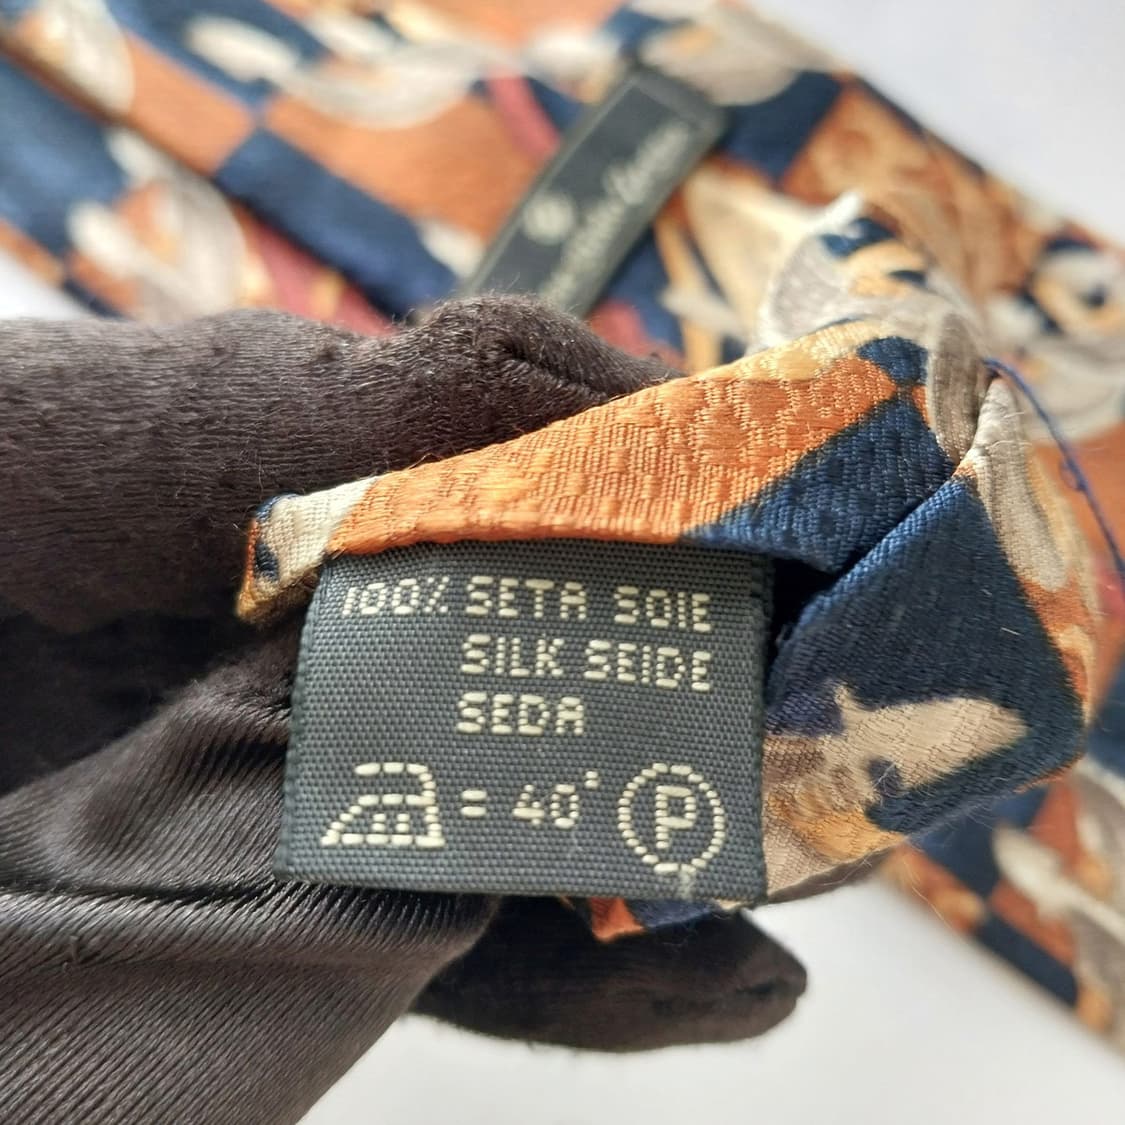 100% SETA SOIE
SILK SEIDE
SEDA
= 40° P